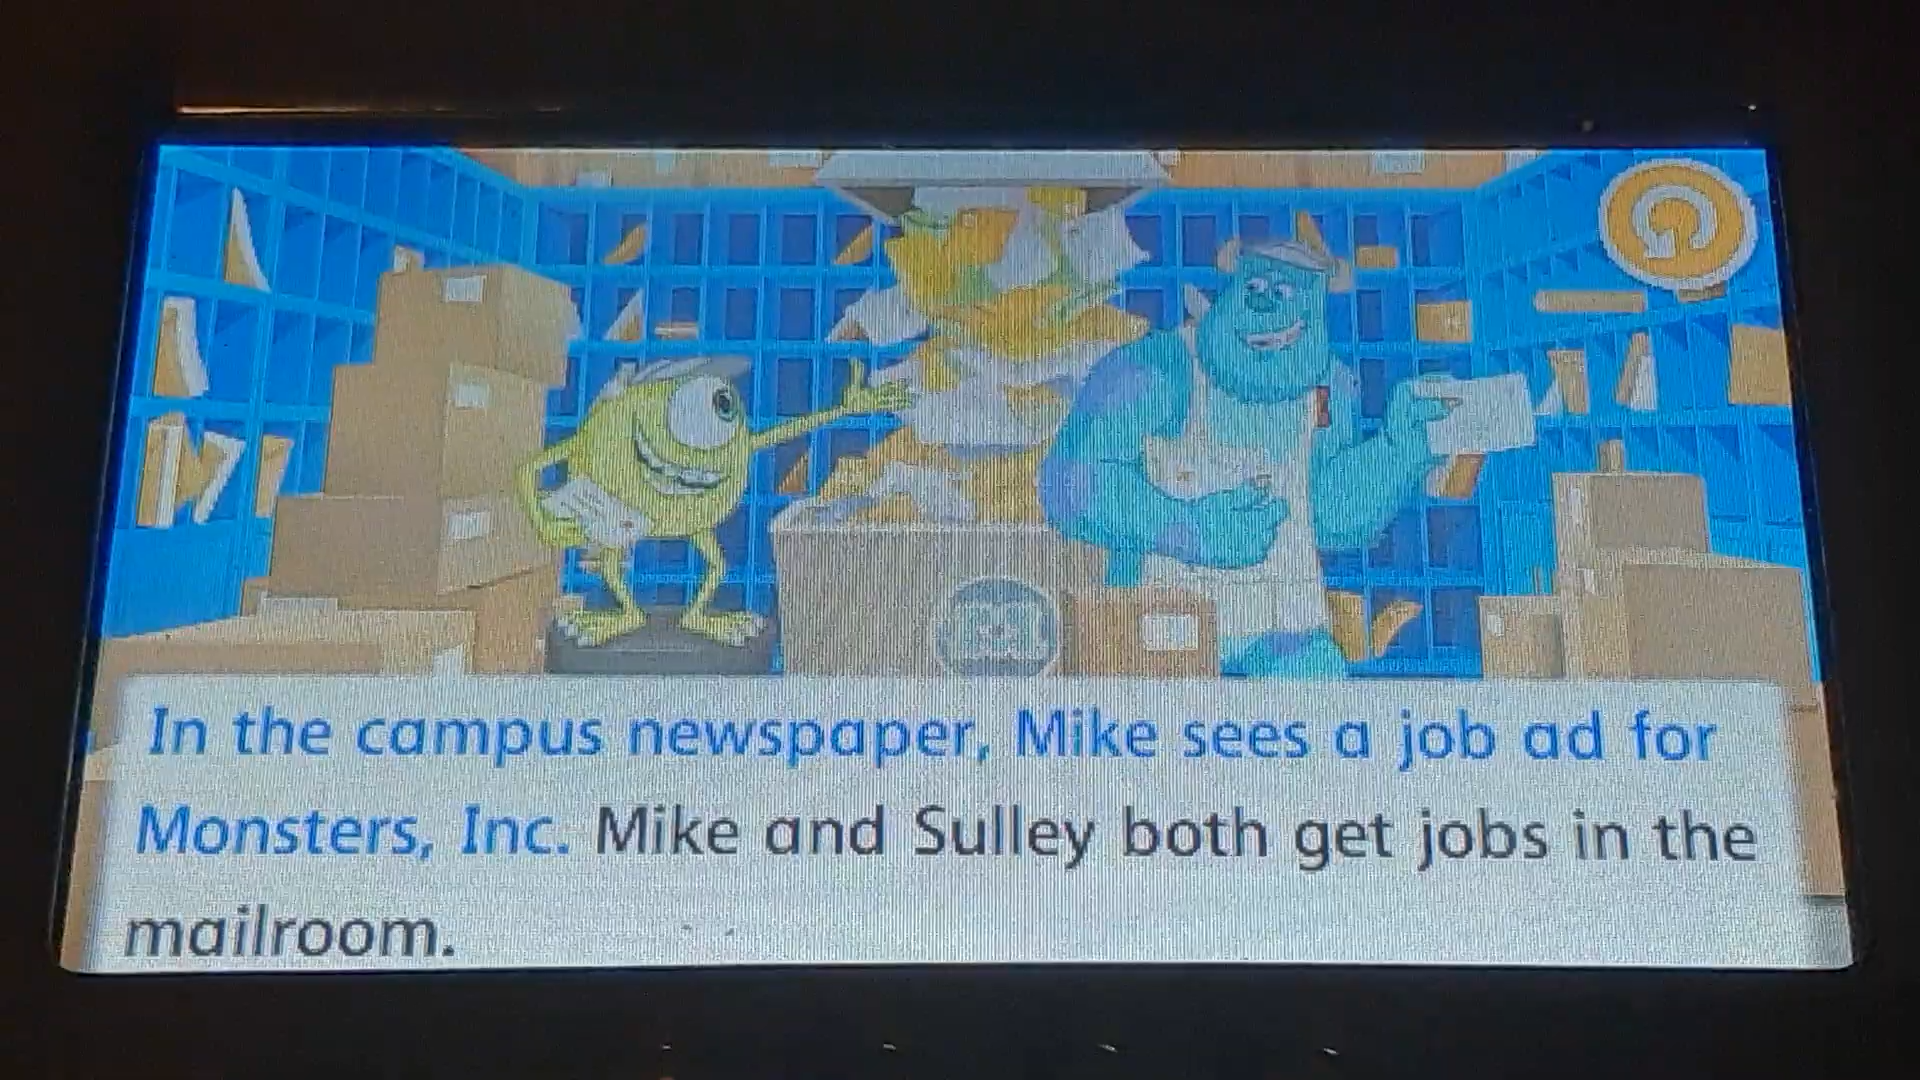 In the campus newspaper, Mike sees a job ad for
Monsters, Inc. Mike and Sulley both get jobs in the
mailroom.